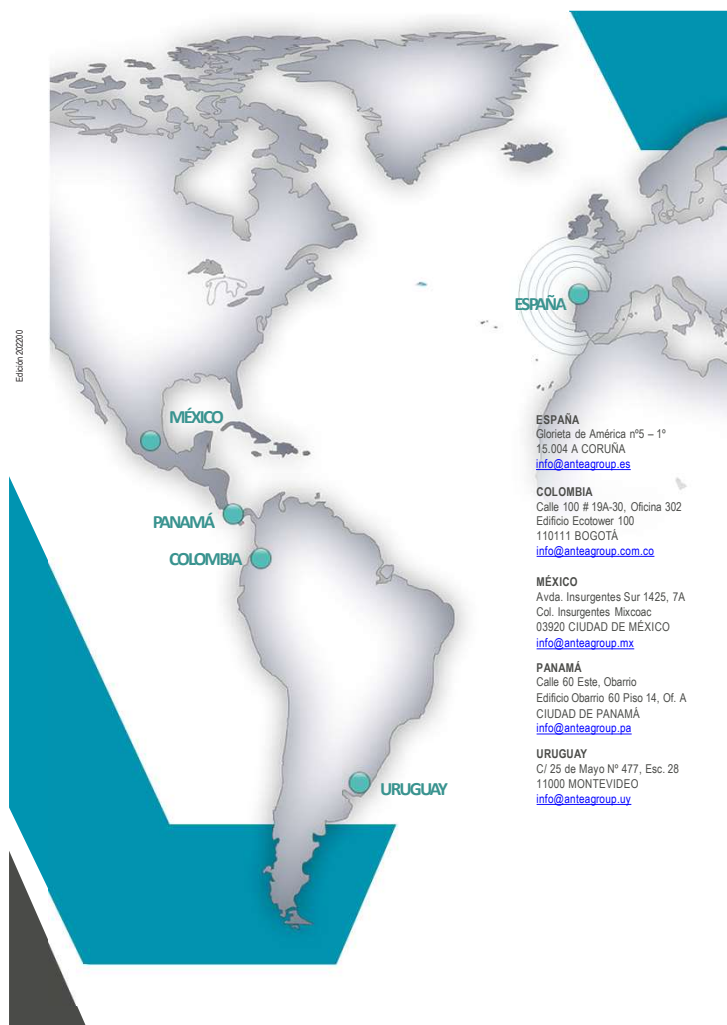 ESPAÑA
Edición 202200
MÉXICO
PANAMÁ
COLOMBIA
URUGUAY
ESPAÑA
Glorieta de América nº5 – 1º
15.004 A CORUÑA
info@anteagroup.es
COLOMBIA
Calle 100 # 19A-30, Oficina 302
Edificio Ecotower 100
110111 BOGOTÁ
info@anteagroup.com.co
MÉXICO
Avda. Insurgentes Sur 1425, 7A
Col. Insurgentes Mixcoac
03920 CIUDAD DE MÉXICO
info@anteagroup.mx
PANAMÁ
Calle 60 Este, Obarrio
Edificio Obarrio 60 Piso 14, Of. A
CIUDAD DE PANAMÁ
info@anteagroup.pa
URUGUAY
C/ 25 de Mayo Nº 477, Esc. 28
11000 MONTEVIDEO
info@anteagroup.uy